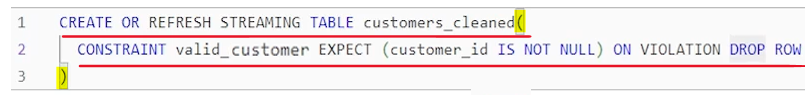 1 CREATE OR REFRESH STREAMING TABLE customers_cleaned(
2 CONSTRAINT valid_customer EXPECT (customer_id IS NOT NULL) ON VIOLATION DROP ROW
3 )